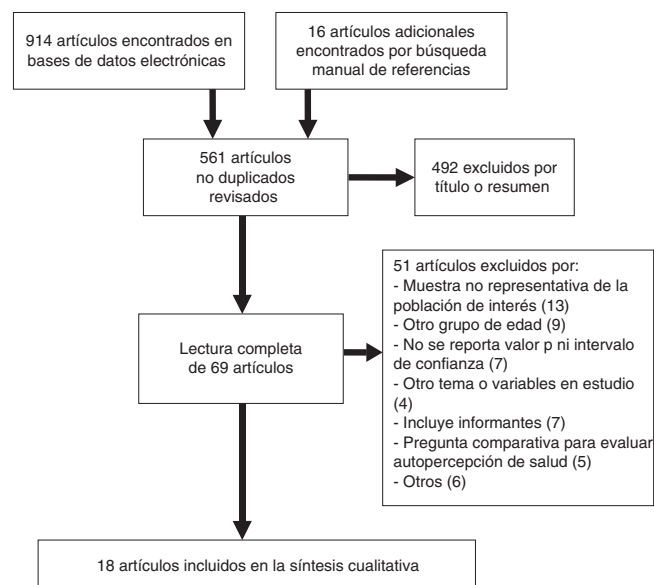 914 artículos encontrados en
bases de datos electrónicas
16 artículos adicionales
encontrados por búsqueda
manual de referencias
561 artículos
no duplicados
revisados
492 excluidos por
título o resumen
51 artículos excluidos por:
- Muestra no representativa de la
población de interés (13)
- Otro grupo de edad (9)
- No se reporta valor p ni intervalo
de confianza (7)
- Otro tema o variables en estudio
(4)
- Incluye informantes (7)
- Pregunta comparativa para evaluar
autopercepción de salud (5)
- Otros (6)
Lectura completa
de 69 artículos
18 artículos incluidos en la síntesis cualitativa